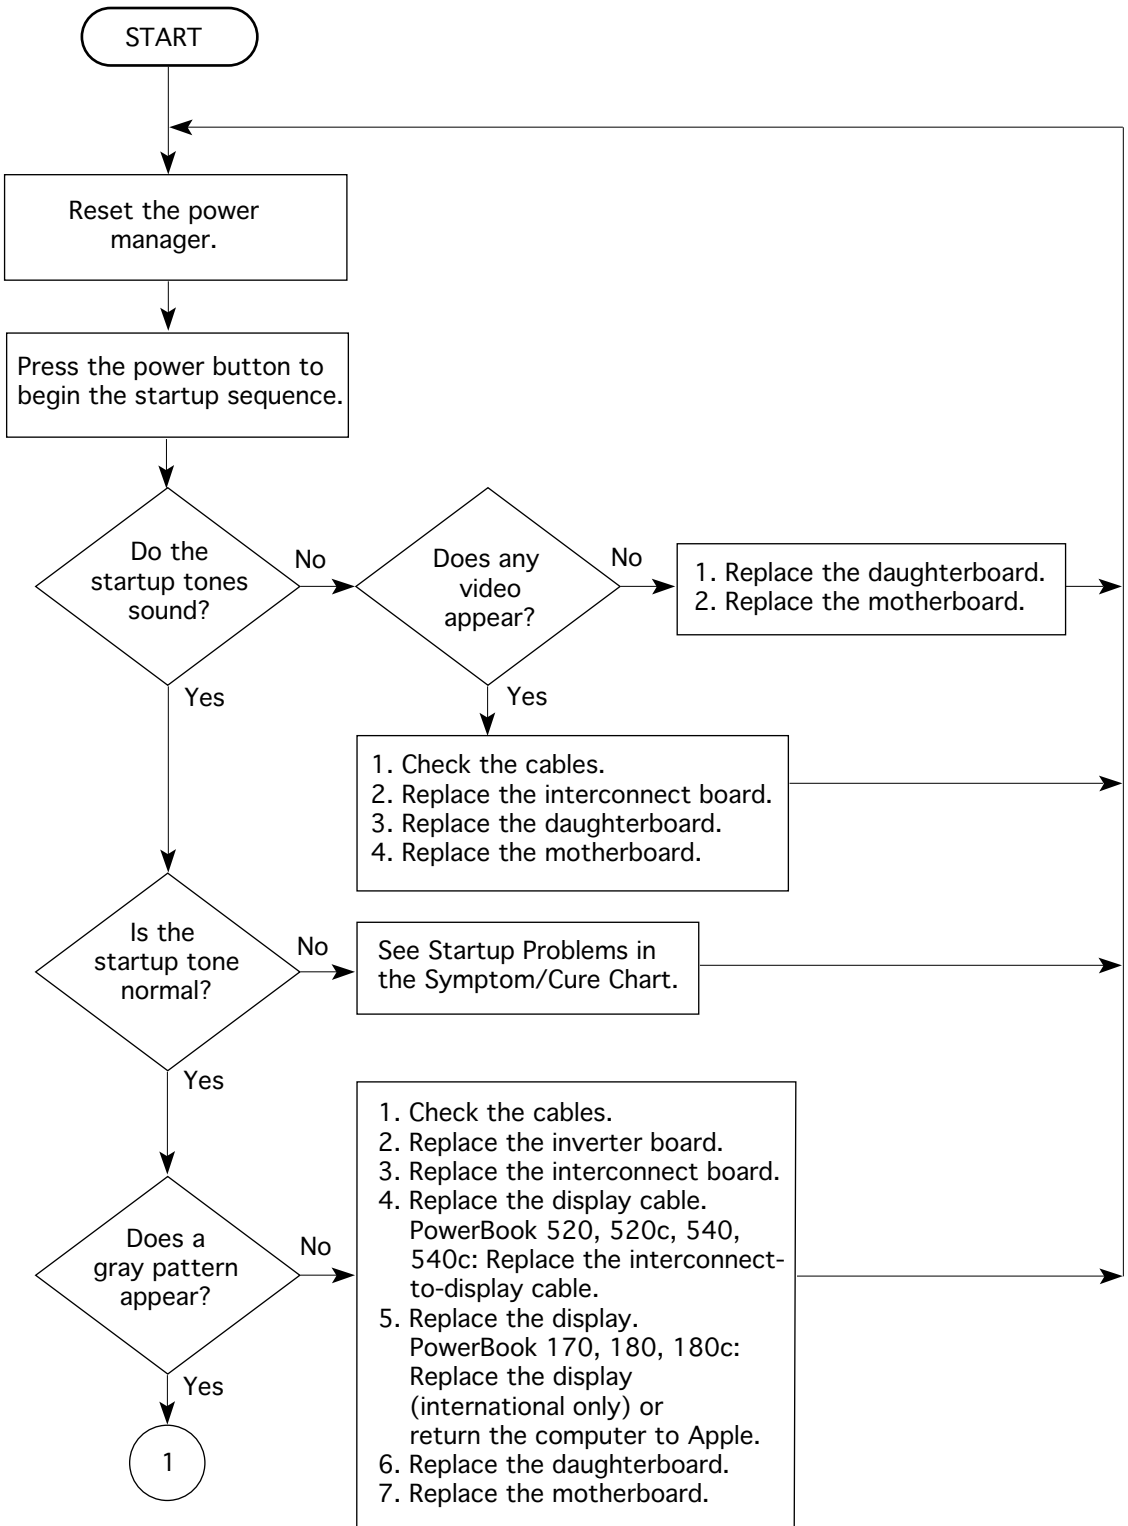 START
Reset the power
manager.
Press the power button to
begin the startup sequence.
Do the
startup tones
sound?
No
Does any
video
appear?
No
1. Replace the daughterboard.
2. Replace the motherboard.
Yes
Yes
1. Check the cables.
2. Replace the interconnect board.
3. Replace the daughterboard.
4. Replace the motherboard.
Is the
startup tone
normal?
No
See Startup Problems in
the Symptom/Cure Chart.
Yes
Does a
gray pattern
appear?
No
1. Check the cables.
2. Replace the inverter board.
3. Replace the interconnect board.
4. Replace the display cable.
PowerBook 520, 520c, 540,
540c: Replace the interconnect-
to-display cable.
5. Replace the display.
PowerBook 170, 180, 180c:
Replace the display
(international only) or
return the computer to Apple.
6. Replace the daughterboard.
7. Replace the motherboard.
Yes
1